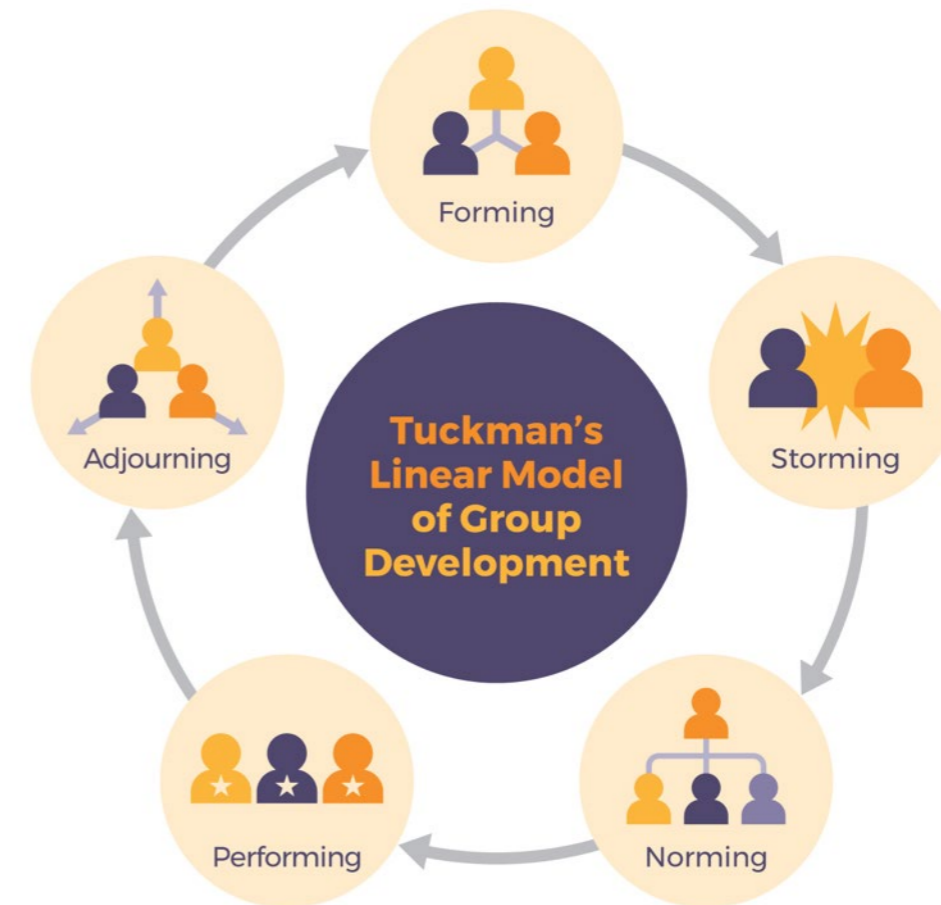 Forming
Storming
Norming
Performing
Adjourning
Tuckman’s
Linear Model
of Group
Development